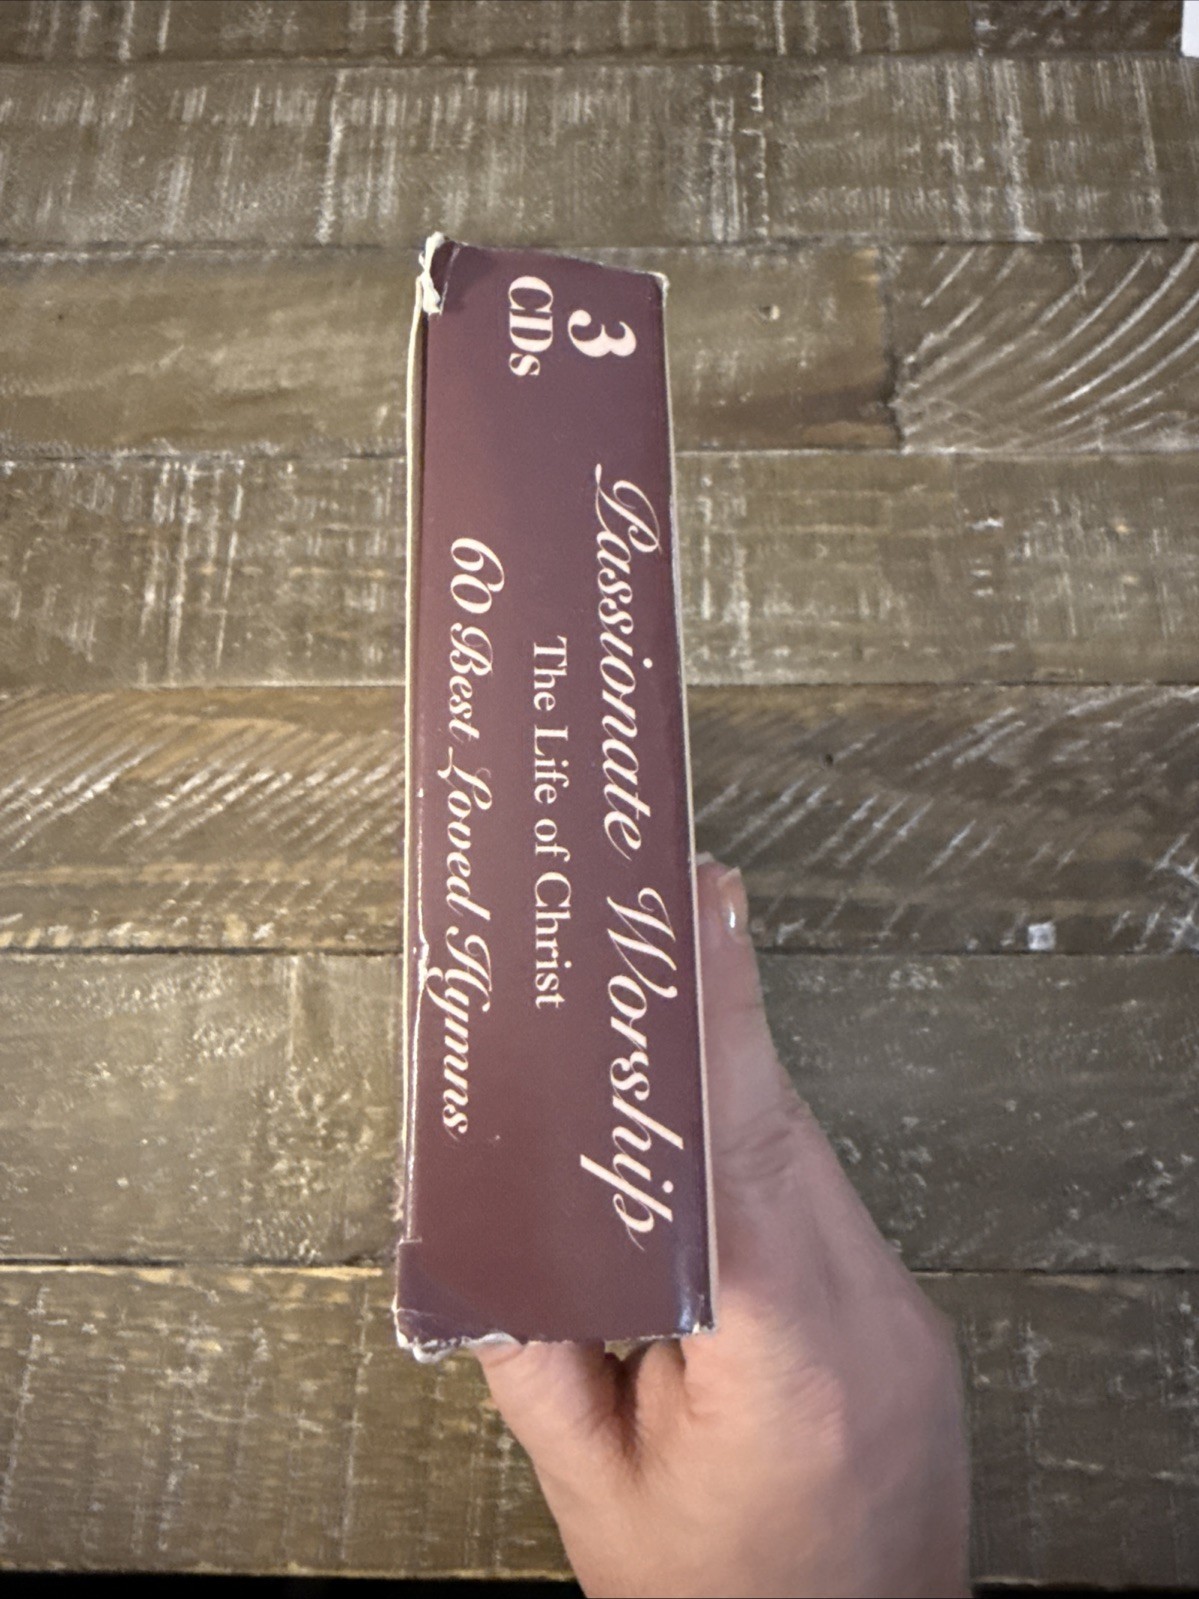 3
CDs
Passionate Worship
The Life of Christ
60 Best Loved Hymns